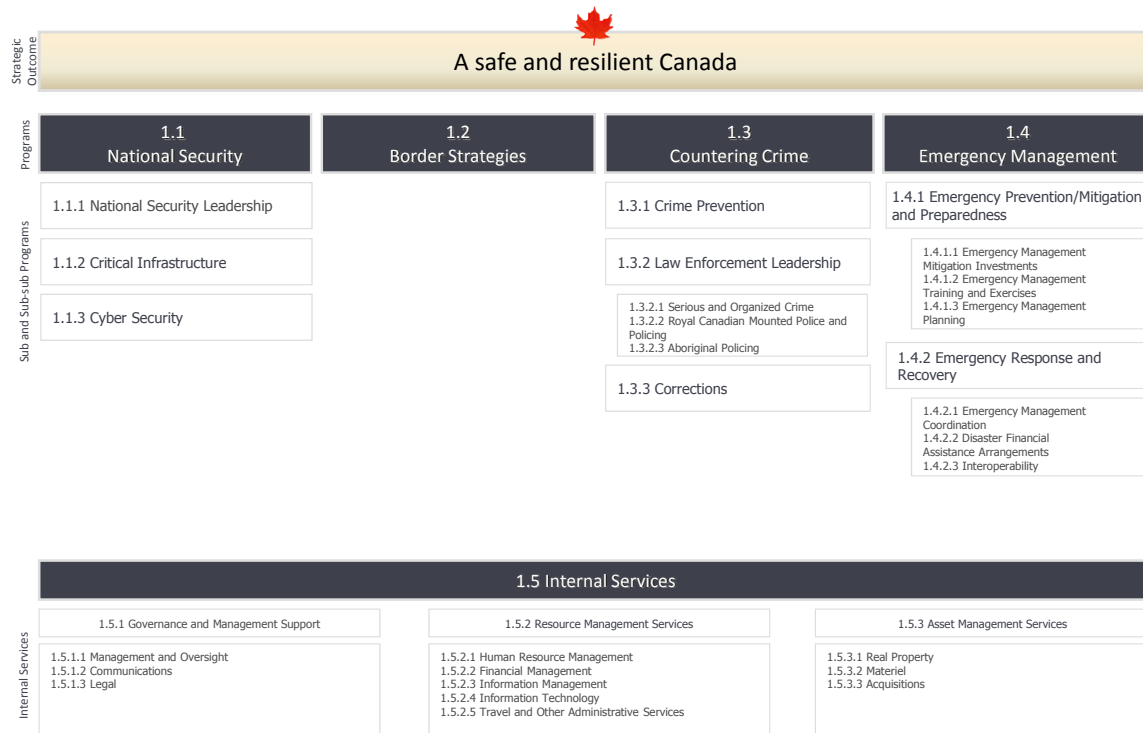 Strategic
Outcome
A safe and resilient Canada
Programs
1.1
National Security
1.2
Border Strategies
1.3
Countering Crime
1.4
Emergency Management
Sub and Sub-sub Programs
1.1.1 National Security Leadership
1.1.2 Critical Infrastructure
1.1.3 Cyber Security
1.3.1 Crime Prevention
1.3.2 Law Enforcement Leadership
1.3.2.1 Serious and Organized Crime
1.3.2.2 Royal Canadian Mounted Police and
Policing
1.3.2.3 Aboriginal Policing
1.3.3 Corrections
1.4.1 Emergency Prevention/Mitigation
and Preparedness
1.4.1.1 Emergency Management
Mitigation Investments
1.4.1.2 Emergency Management
Training and Exercises
1.4.1.3 Emergency Management
Planning
1.4.2 Emergency Response and
Recovery
1.4.2.1 Emergency Management
Coordination
1.4.2.2 Disaster Financial
Assistance Arrangements
1.4.2.3 Interoperability
1.5 Internal Services
Internal Services
1.5.1 Governance and Management Support
1.5.1.1 Management and Oversight
1.5.1.2 Communications
1.5.1.3 Legal
1.5.2 Resource Management Services
1.5.2.1 Human Resource Management
1.5.2.2 Financial Management
1.5.2.3 Information Management
1.5.2.4 Information Technology
1.5.2.5 Travel and Other Administrative Services
1.5.3 Asset Management Services
1.5.3.1 Real Property
1.5.3.2 Materiel
1.5.3.3 Acquisitions